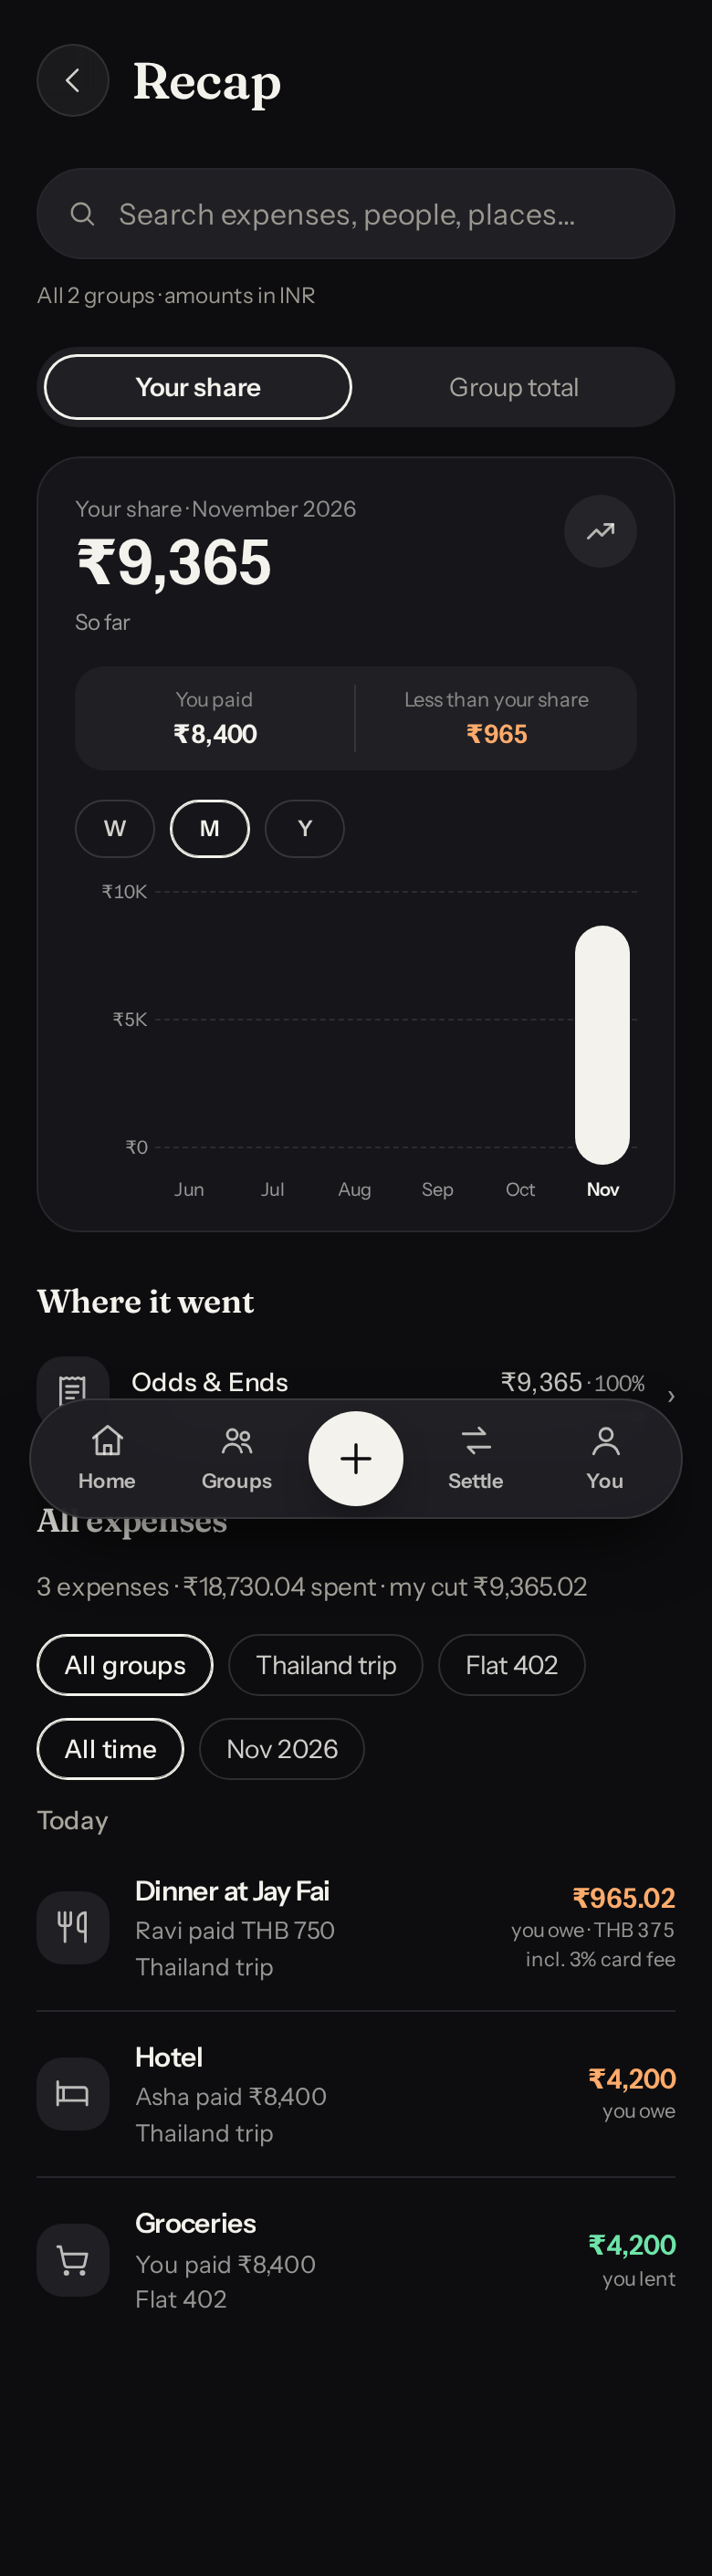 Recap
Search expenses, people, places...
All 2 groups · amounts in INR
Your share
Group total
Your share · November 2026
₹9,365
So far
You paid
₹8,400
Less than your share
₹965
W
M
Y
₹10K
₹5K
₹0
Jun
Jul
Aug
Sep
Oct
Nov
Where it went
Odds & Ends
₹9,365 · 100%
Home
Groups
Settle
You
All expenses
3 expenses · ₹18,730.04 spent · my cut ₹9,365.02
All groups
Thailand trip
Flat 402
All time
Nov 2026
Today
Dinner at Jay Fai
Ravi paid THB 750
Thailand trip
₹965.02
you owe · THB 375
incl. 3% card fee
Hotel
Asha paid ₹8,400
Thailand trip
₹4,200
you owe
Groceries
You paid ₹8,400
Flat 402
₹4,200
you lent